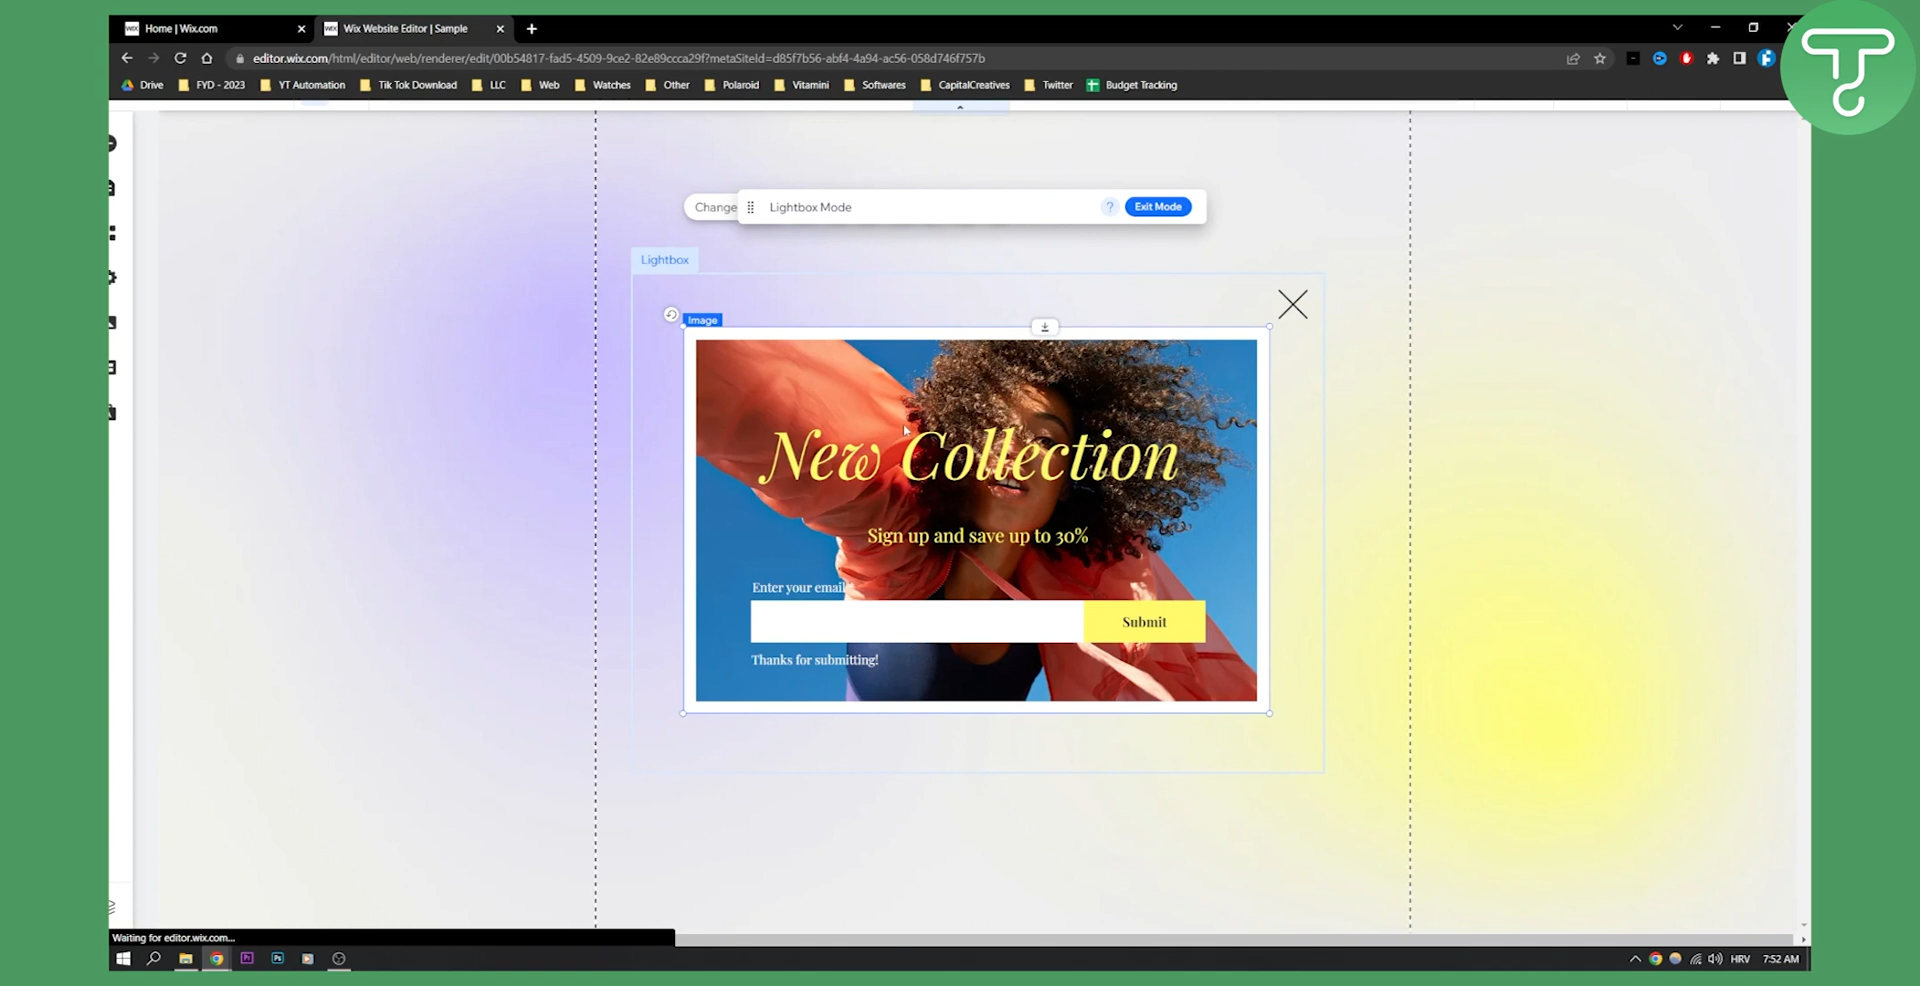 WiX Home | Wix.com
WiX Wix Website Editor | Sample
editor.wix.com/html/editor/web/renderer/edit/00b54817-fad5-4509-9ce2-82e89ccca29f?metaSiteId=d85f7b56-abf4-4a94-ac56-058d746f757b
Drive FYD - 2023 YT Automation Tik Tok Download LLC Web Watches Other Polaroid Vitamini Softwares CapitalCreatives Twitter Budget Tracking
Change Lightbox Mode ? Exit Mode
Lightbox
Image
New Collection
Sign up and save up to 30%
Enter your email
Submit
Thanks for submitting!
Waiting for editor.wix.com...
Pr Ps HRV 7:52 AM